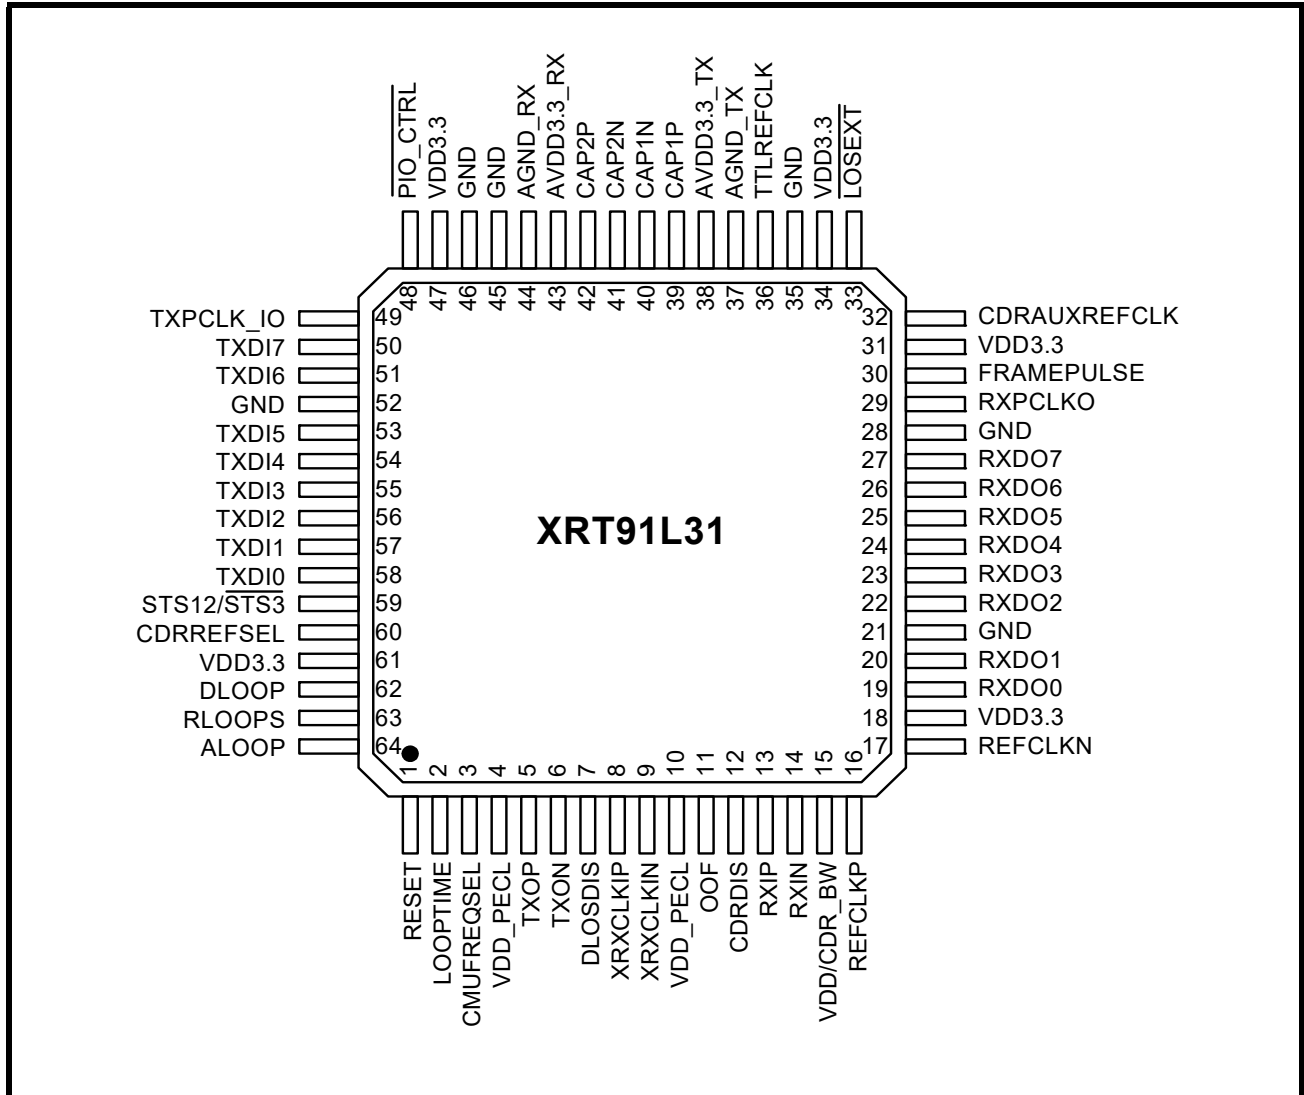 PIO_CTRL
VDD3.3
GND
GND
AGND_RX
AVDD3.3_RX
CAP2P
CAP2N
CAP1N
CAP1P
AVDD3.3_TX
AGND_TX
TTLREFCLK
GND
VDD3.3
LOSEXT
48
47
46
45
44
43
42
41
40
39
38
37
36
35
34
33
TXPCLK_IO 49
TXDI7 50
TXDI6 51
GND 52
TXDI5 53
TXDI4 54
TXDI3 55
TXDI2 56
TXDI1 57
TXDI0 58
STS12/STS3 59
CDRREFSEL 60
VDD3.3 61
DLOOP 62
RLOOPS 63
ALOOP 64
XRT91L31
32 CDRAUXREFCLK
31 VDD3.3
30 FRAMEPULSE
29 RXPCLKO
28 GND
27 RXDO7
26 RXDO6
25 RXDO5
24 RXDO4
23 RXDO3
22 RXDO2
21 GND
20 RXDO1
19 RXDO0
18 VDD3.3
17 REFCLKN
1
2
3
4
5
6
7
8
9
10
11
12
13
14
15
16
RESET
LOOPTIME
CMUFREQSEL
VDD_PECL
TXOP
TXON
DLOSDIS
XRXCLKIP
XRXCLKIN
VDD_PECL
OOF
CDRDIS
RXIP
RXIN
VDD/CDR_BW
REFCLKP